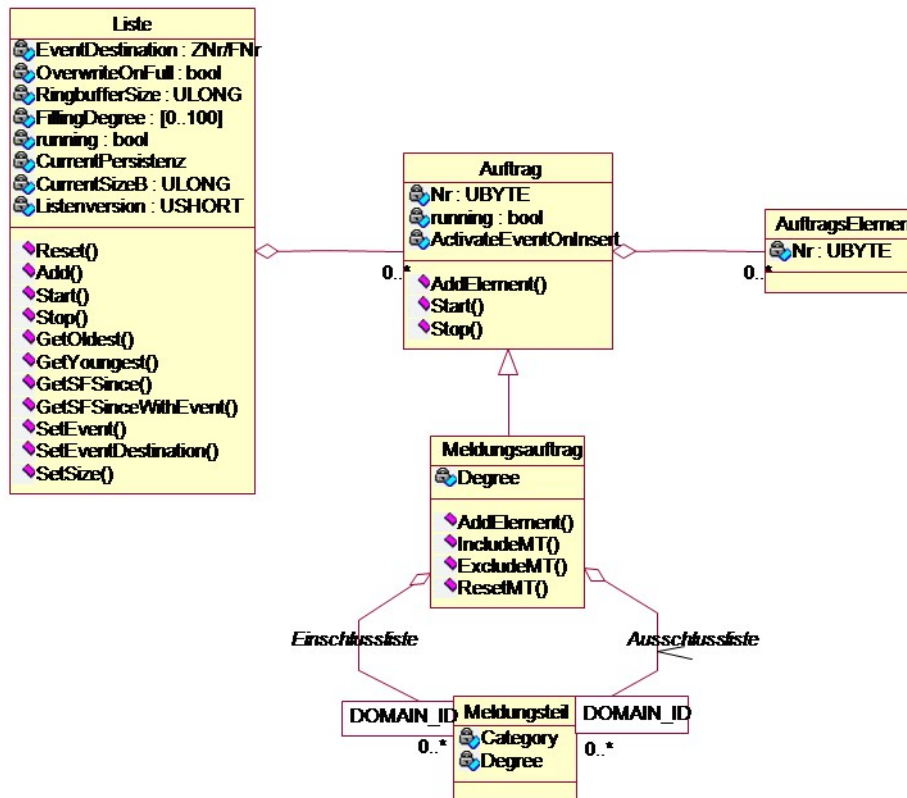 Liste
EventDestination : ZNr/FNr
OverwriteOnFull : bool
RingbufferSize : ULONG
FillingDegree : [0..100]
running : bool
CurrentPersistenz
CurrentSizeB : ULONG
Listenversion : USHORT
Reset()
Add()
Start()
Stop()
GetOldest()
GetYoungest()
GetSFSince()
GetSFSinceWithEvent()
SetEvent()
SetEventDestination()
SetSize()
0..*
Auftrag
Nr : UBYTE
running : bool
ActivateEventOnInsert
AddElement()
Start()
Stop()
0..*
AuftragsElement
Nr : UBYTE
Meldungsauftrag
Degree
AddElement()
IncludeMT()
ExcludeMT()
ResetMT()
Einschlussliste
Ausschlussliste
DOMAIN_ID
0..*
Meldungsteil
Category
Degree
DOMAIN_ID
0..*